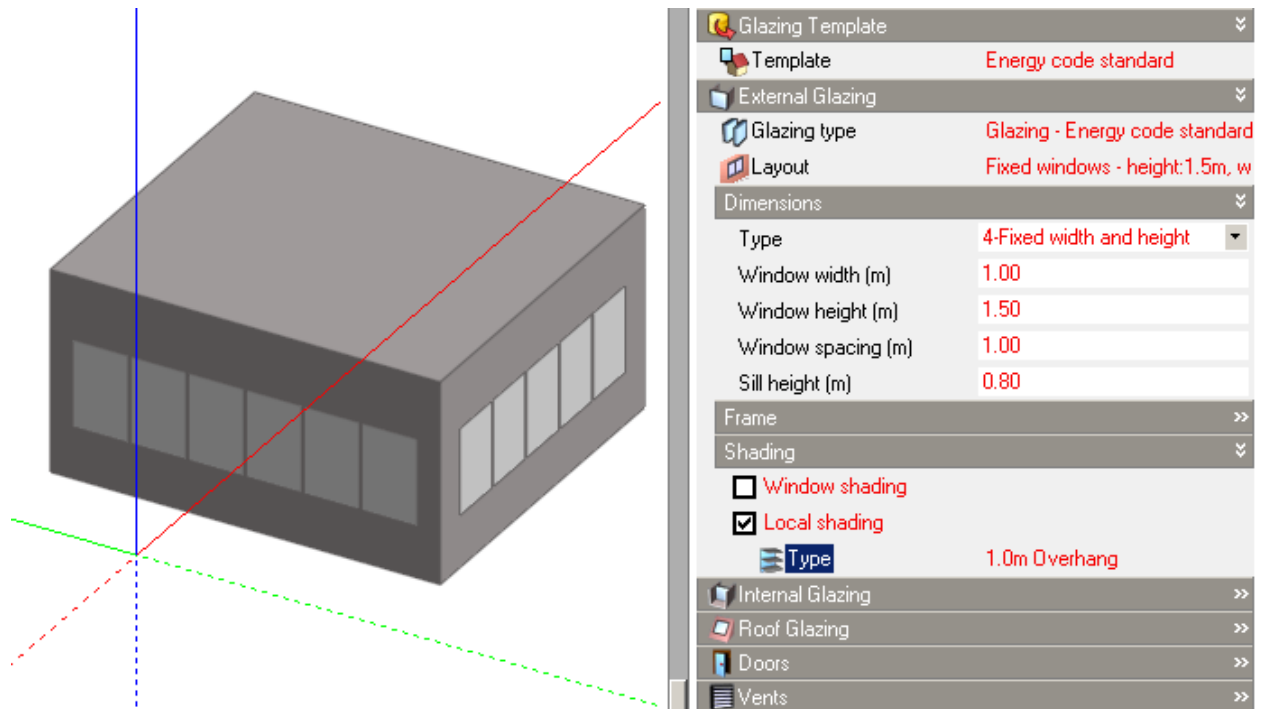 Glazing Template
Template Energy code standard
External Glazing
Glazing type Glazing - Energy code standard
Layout Fixed windows - height:1.5m, w
Dimensions
Type 4-Fixed width and height
Window width (m) 1.00
Window height (m) 1.50
Window spacing (m) 1.00
Sill height (m) 0.80
Frame
Shading
Window shading
Local shading
Type 1.0m Overhang
Internal Glazing
Roof Glazing
Doors
Vents